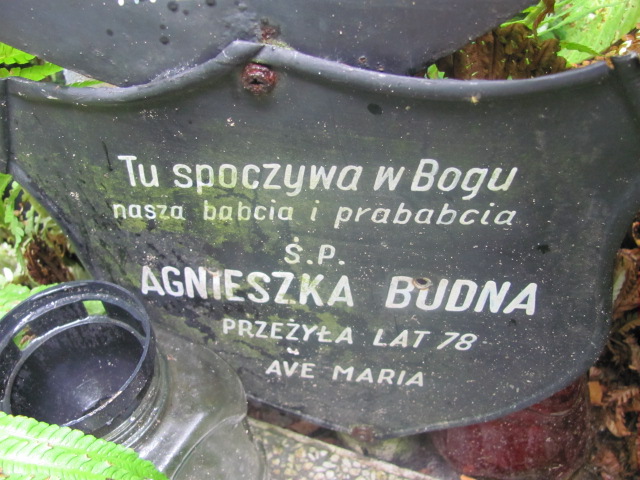 Tu spoczywa w Bogu
nasza babcia i prababcia
Ś.P.
AGNIESZKA BUDNA
PRZEŻYŁA LAT 78
AVE MARIA